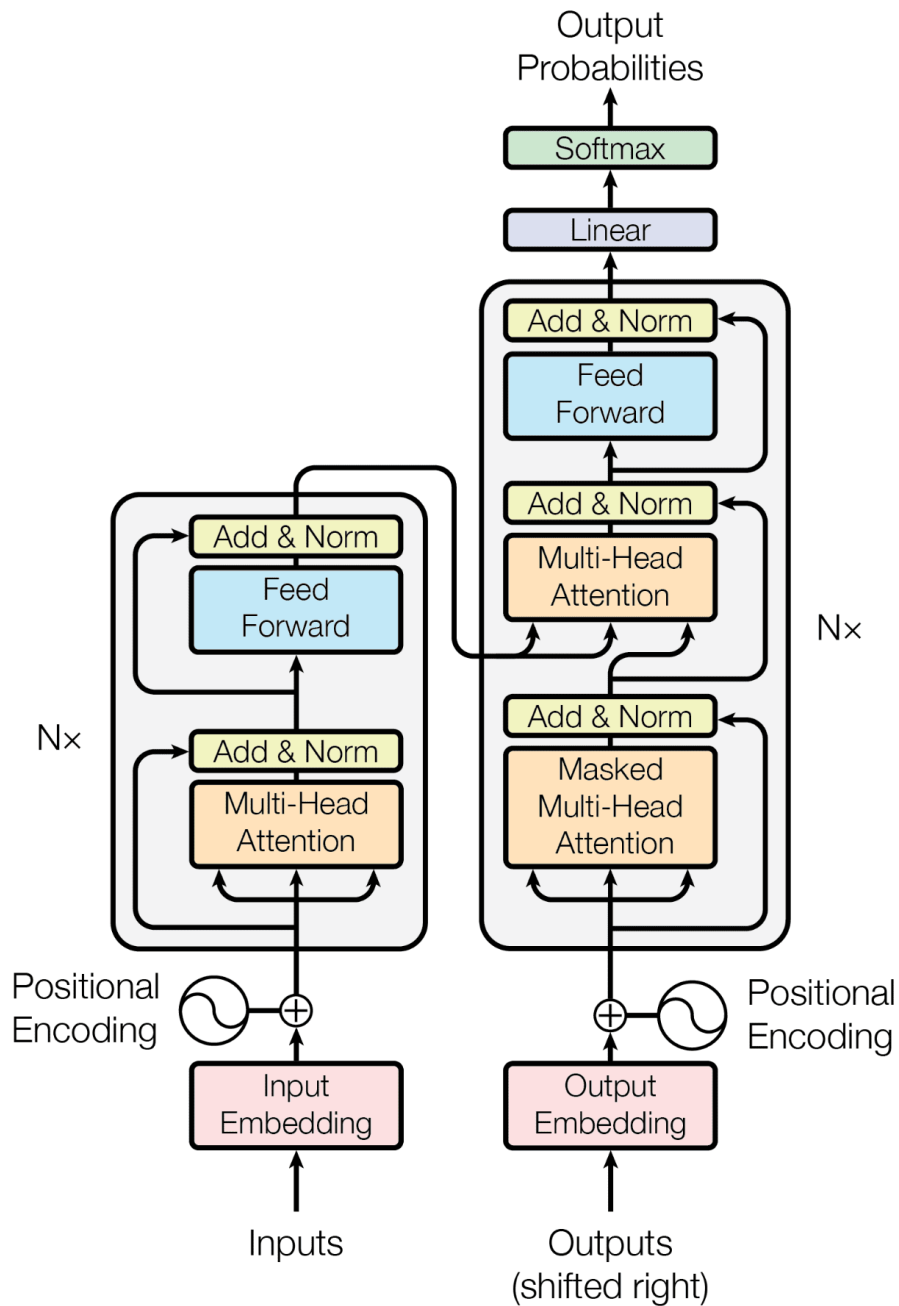 Output
Probabilities
Softmax
Linear
Add & Norm
Feed
Forward
Add & Norm
Multi-Head
Attention
Add & Norm
Masked
Multi-Head
Attention
Nx
Add & Norm
Feed
Forward
Add & Norm
Multi-Head
Attention
Nx
Positional
Encoding
Positional
Encoding
Input
Embedding
Output
Embedding
Inputs
Outputs
(shifted right)